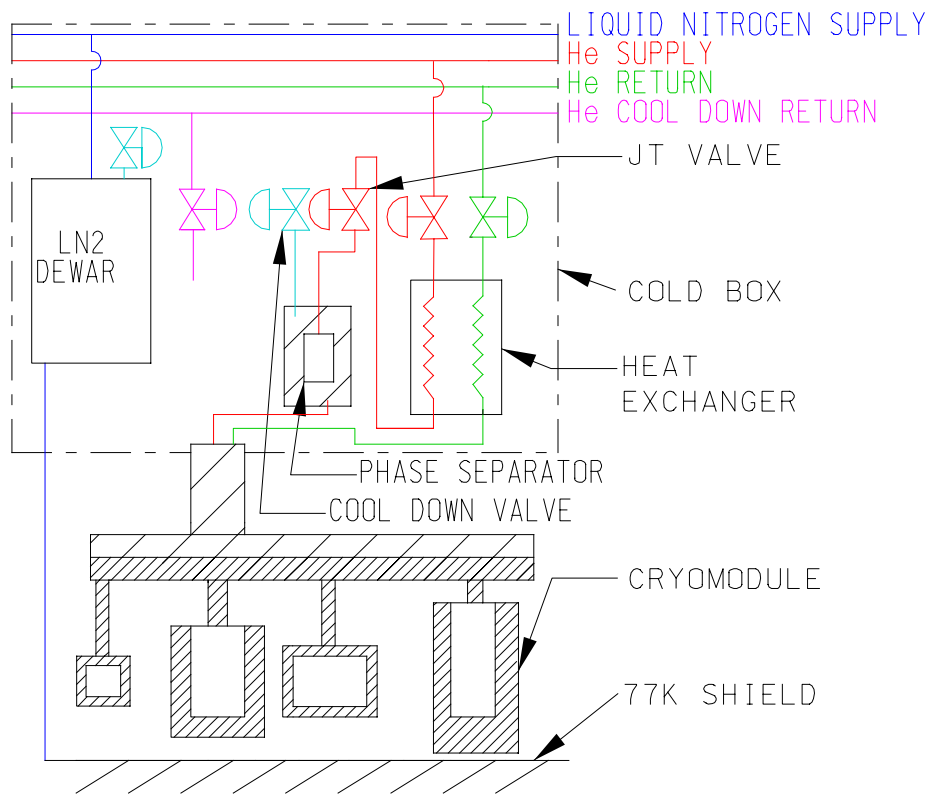 LIQUID NITROGEN SUPPLY
He SUPPLY
He RETURN
He COOL DOWN RETURN
JT VALVE
LN2
DEWAR
COLD BOX
HEAT
EXCHANGER
PHASE SEPARATOR
COOL DOWN VALVE
CRYOMODULE
77K SHIELD